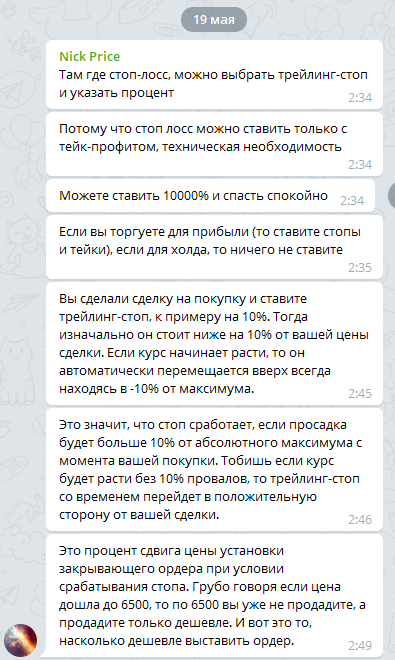 19 мая
Nick Price
Там где стоп-лосс, можно выбрать трейлинг-стоп
и указать процент
2:34
Потому что стоп лосс можно ставить только с
тейк-профитом, техническая необходимость
2:34
Можете ставить 10000% и спасть спокойно
2:34
Если вы торгуете для прибыли (то ставите стопы
и тейки), если для холда, то ничего не ставите
2:35
Вы сделали сделку на покупку и ставите
трейлинг-стоп, к примеру на 10%. Тогда
изначально он стоит ниже на 10% от вашей цены
сделки. Если курс начинает расти, то он
автоматически перемещается вверх всегда
находясь в -10% от максимума.
2:45
Это значит, что стоп сработает, если просадка
будет больше 10% от абсолютного максимума с
момента вашей покупки. Тобишь если курс
будет расти без 10% провалов, то трейлинг-стоп
со временем перейдет в положительную
сторону от вашей сделки.
2:46
Это процент сдвига цены установки
закрывающего ордера при условии
срабатывания стопа. Грубо говоря если цена
дошла до 6500, то по 6500 вы уже не продадите, а
продадите только дешевле. И вот это то,
насколько дешевле выставить ордер.
2:49